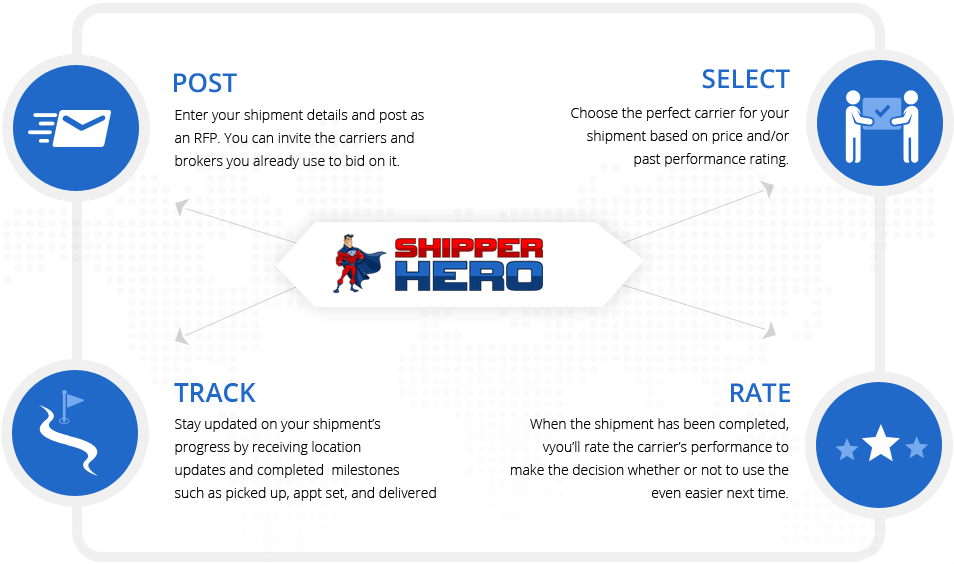 POST
Enter your shipment details and post as
an RFP. You can invite the carriers and
brokers you already use to bid on it.
SELECT
Choose the perfect carrier for your
shipment based on price and/or
past performance rating.
SHIPPER
HERO
TRACK
Stay updated on your shipment’s
progress by receiving location
updates and completed  milestones
such as picked up, appt set, and delivered
RATE
When the shipment has been completed,
vyou’ll rate the carrier’s performance to
make the decision whether or not to use the
even easier next time.